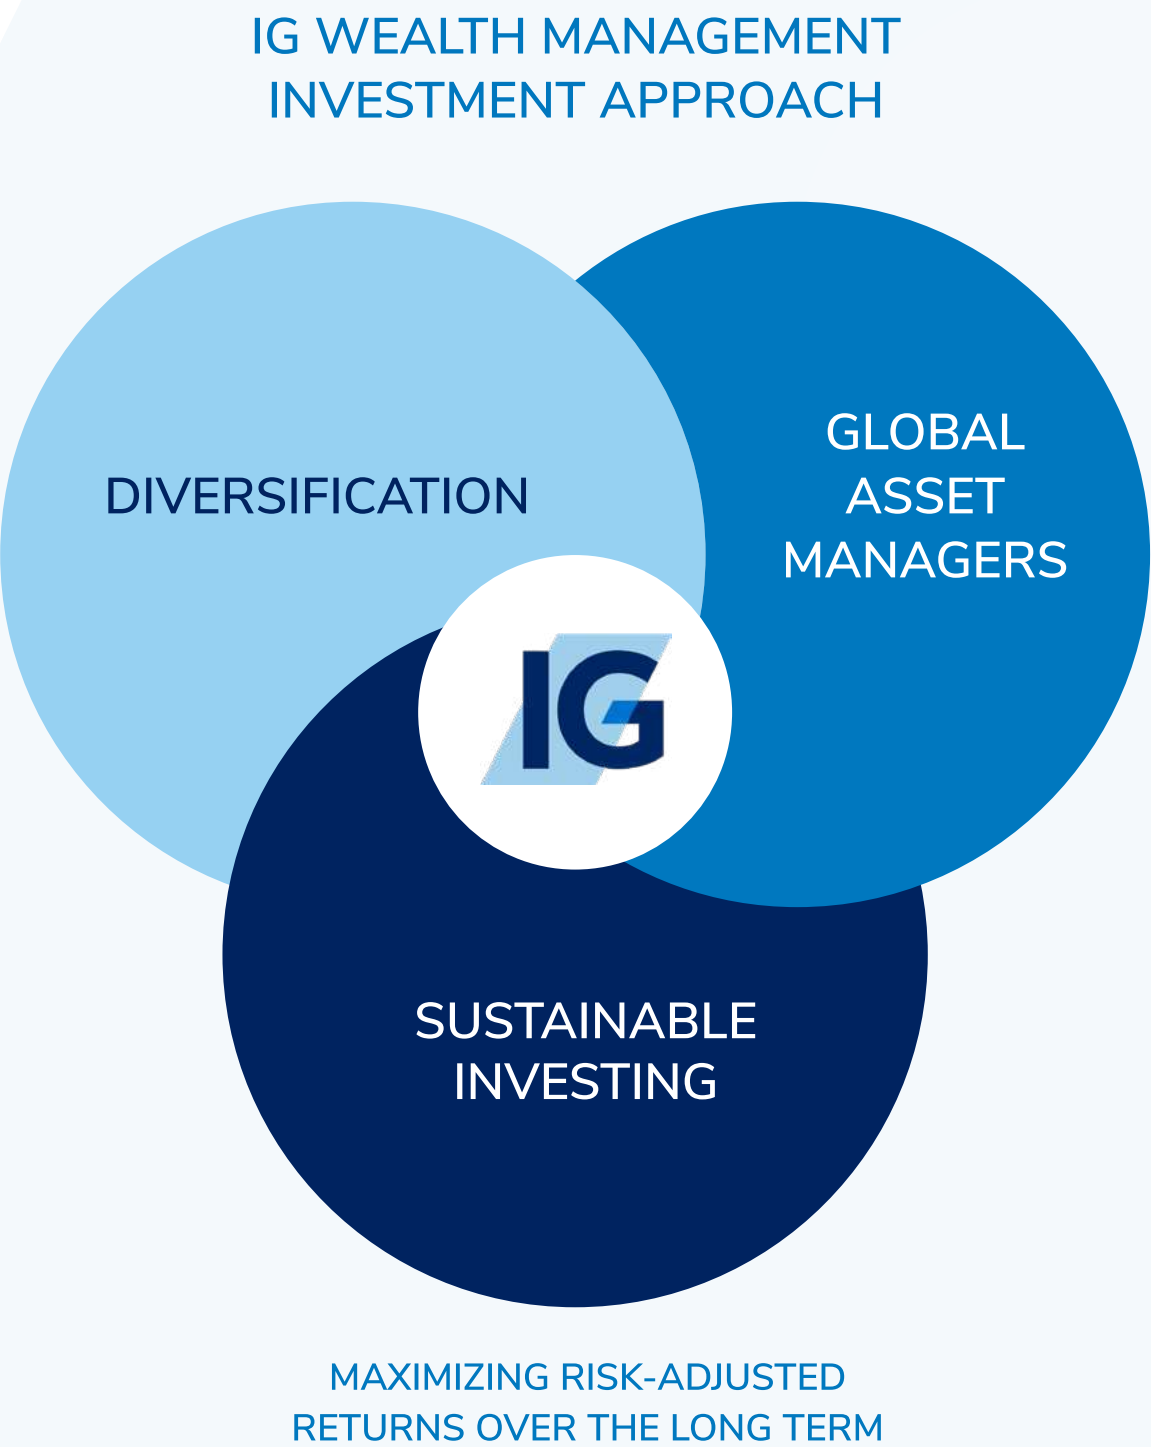 IG WEALTH MANAGEMENT
INVESTMENT APPROACH
DIVERSIFICATION
GLOBAL
ASSET
MANAGERS
IG
SUSTAINABLE
INVESTING
MAXIMIZING RISK-ADJUSTED
RETURNS OVER THE LONG TERM